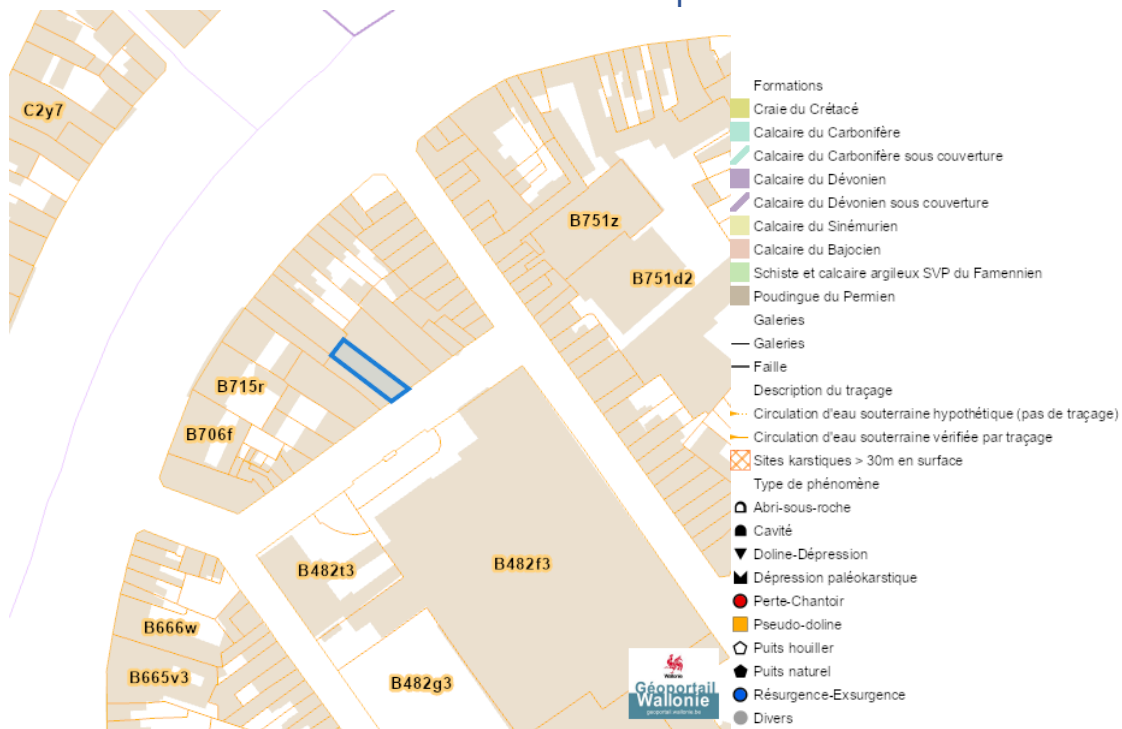 C2y7
B751z
B751d2
B715r
B706f
B482t3
B482f3
B666w
B665v3
B482g3
Wallonie
Géoportail
Wallonie
geoportail.wallonie.be
Formations
Craie du Crétacé
Calcaire du Carbonifère
Calcaire du Carbonifère sous couverture
Calcaire du Dévonien
Calcaire du Dévonien sous couverture
Calcaire du Sinémurien
Calcaire du Bajocien
Schiste et calcaire argileux SVP du Famennien
Poudingue du Permien
Galeries
Galeries
Faille
Description du traçage
Circulation d'eau souterraine hypothétique (pas de traçage)
Circulation d'eau souterraine vérifiée par traçage
Sites karstiques > 30m en surface
Type de phénomène
Abri-sous-roche
Cavité
Doline-Dépression
Dépression paléokarstique
Perte-Chantoir
Pseudo-doline
Puits houiller
Puits naturel
Résurgence-Exsurgence
Divers